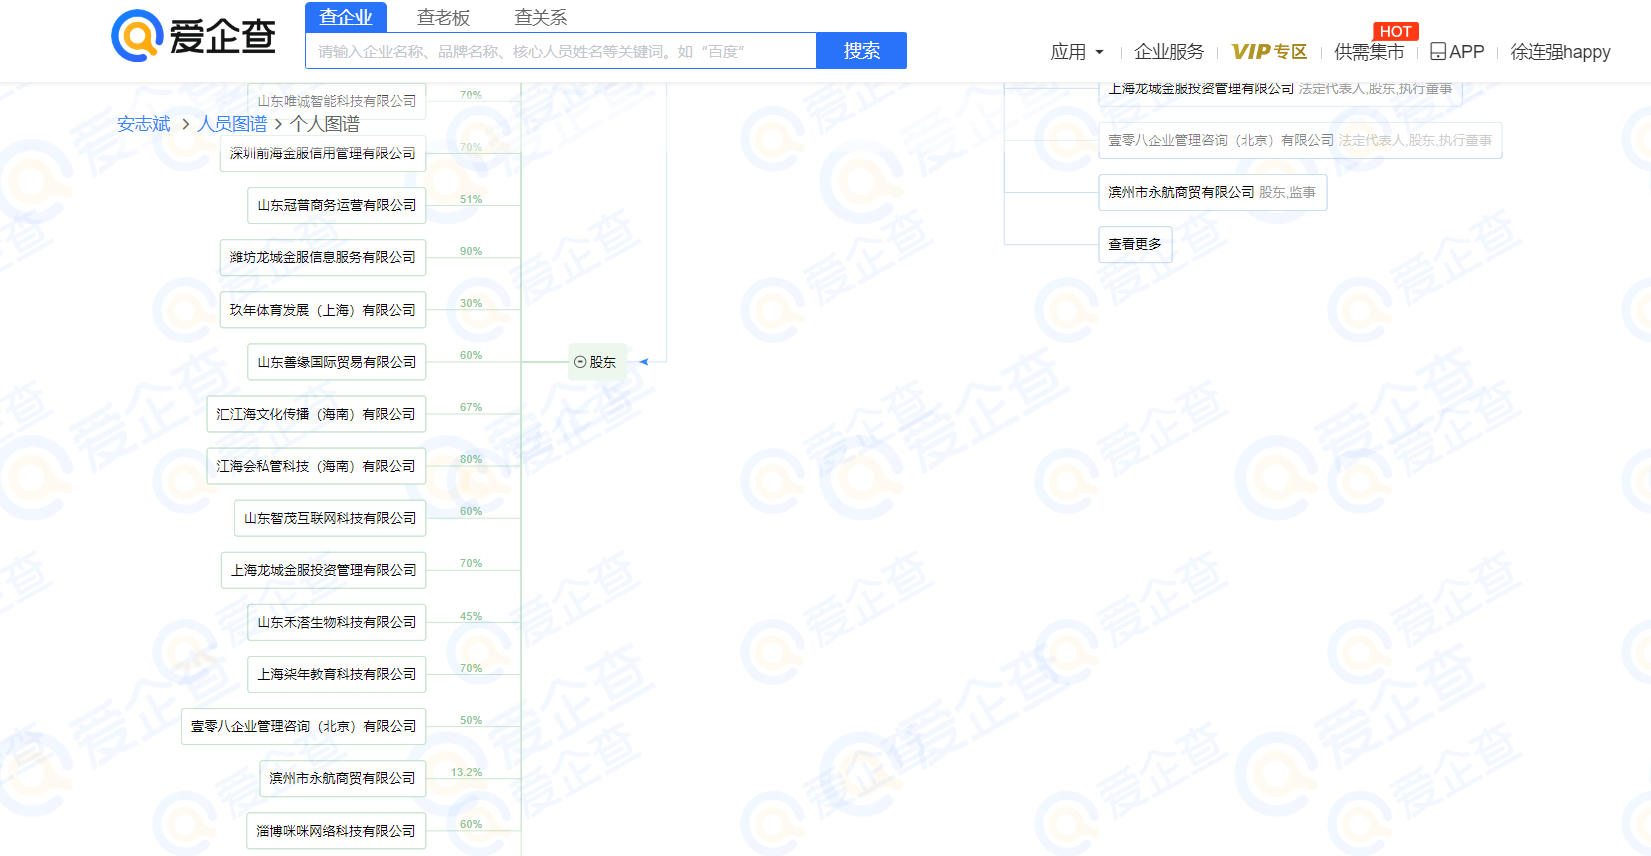 爱企查
查企业 查老板 查关系
请输入企业名称、品牌名称、核心人员姓名等关键词。如“百度”
搜索
应用 企业服务 VIP专区 供需集市 HOT APP 徐连强happy
安志斌 > 人员图谱 > 个人图谱
山东唯诚智能科技有限公司 70%
深圳前海金服信用管理有限公司 70%
山东冠普商务运营有限公司 51%
潍坊龙城金服信息服务有限公司 90%
玖年体育发展（上海）有限公司 30%
山东善缘国际贸易有限公司 60%
汇江海文化传播（海南）有限公司 67%
江海会私管科技（海南）有限公司 80%
山东智茂互联网科技有限公司 60%
上海龙城金服投资管理有限公司 70%
山东禾溚生物科技有限公司 45%
上海柒年教育科技有限公司 70%
壹零八企业管理咨询（北京）有限公司 50%
滨州市永航商贸有限公司 13.2%
淄博咪咪网络科技有限公司 60%
股东
上海龙城金服投资管理有限公司 法定代表人,股东,执行董事
壹零八企业管理咨询（北京）有限公司 法定代表人,股东,执行董事
滨州市永航商贸有限公司 股东,监事
查看更多